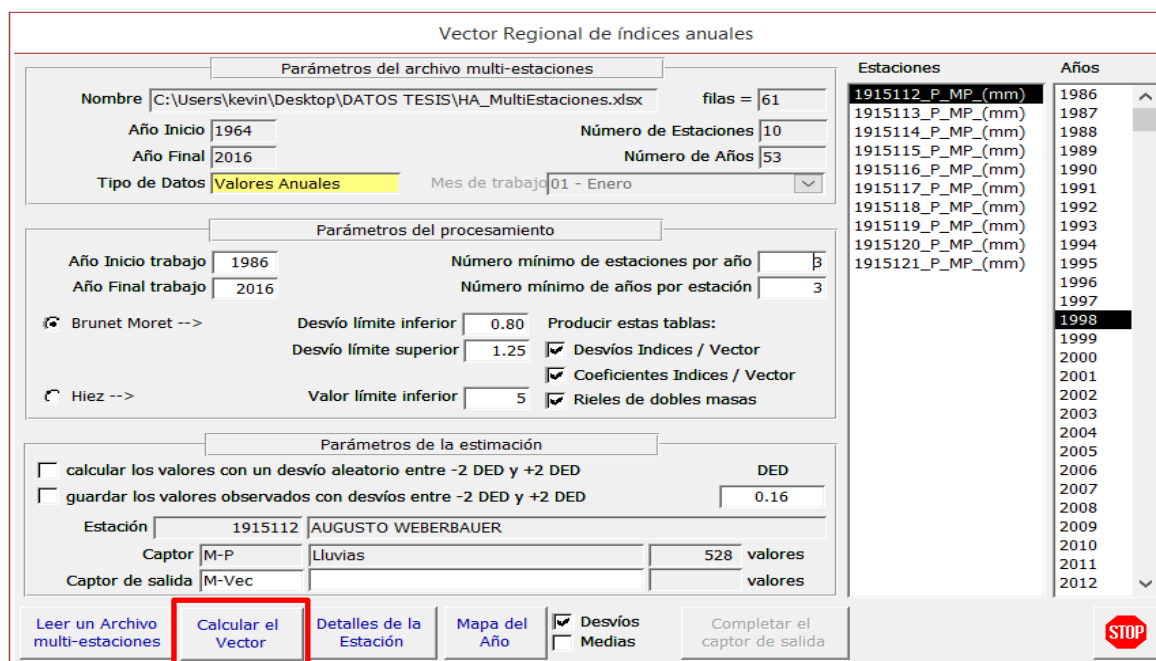 Vector Regional de índices anuales
Parámetros del archivo multi-estaciones
Nombre C:\Users\kevin\Desktop\DATOS TESIS\HA_MultiEstaciones.xlsx filas = 61
Año Inicio 1964 Número de Estaciones 10
Año Final 2016 Número de Años 53
Tipo de Datos Valores Anuales Mes de trabajo 01 - Enero
Parámetros del procesamiento
Año Inicio trabajo 1986 Número mínimo de estaciones por año 3
Año Final trabajo 2016 Número mínimo de años por estación 3
Brunet Moret --> Desvío límite inferior 0.80 Producir estas tablas:
Desvío límite superior 1.25 Desvíos Indices / Vector
Coeficientes Indices / Vector
Hiez --> Valor límite inferior 5 Rieles de dobles masas
Parámetros de la estimación
calcular los valores con un desvío aleatorio entre -2 DED y +2 DED DED
guardar los valores observados con desvíos entre -2 DED y +2 DED 0.16
Estación 1915112 AUGUSTO WEBERBAUER
Captor M-P Lluvias 528 valores
Captor de salida M-Vec valores
Estaciones
1915112_P_MP_(mm)
1915113_P_MP_(mm)
1915114_P_MP_(mm)
1915115_P_MP_(mm)
1915116_P_MP_(mm)
1915117_P_MP_(mm)
1915118_P_MP_(mm)
1915119_P_MP_(mm)
1915120_P_MP_(mm)
1915121_P_MP_(mm)
Años
1986
1987
1988
1989
1990
1991
1992
1993
1994
1995
1996
1997
1998
1999
2000
2001
2002
2003
2004
2005
2006
2007
2008
2009
2010
2011
2012
Leer un Archivo
multi-estaciones
Calcular el
Vector
Detalles de la
Estación
Mapa del
Año
Desvíos
Medias
Completar el
captor de salida
STOP